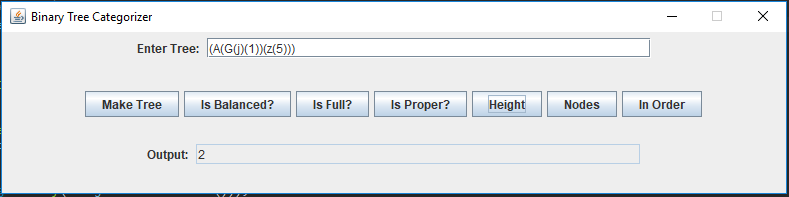 Binary Tree Categorizer
Enter Tree: (A(G(j)(1))(z(5)))
Make Tree Is Balanced? Is Full? Is Proper? Height Nodes In Order
Output: 2